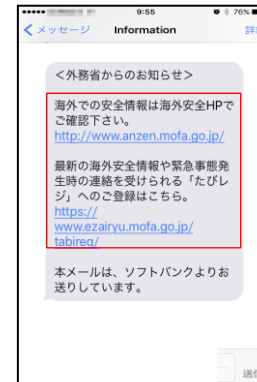 9:55
76%
メッセージ
Information
詳
<外務省からのお知らせ>
海外での安全情報は海外安全HPで
ご確認下さい。
http://www.anzen.mofa.go.jp/
最新の海外安全情報や緊急事態発
生時の連絡を受けられる「たびレ
ジ」へのご登録はこちら。
https://
www.ezairyu.mofa.go.jp/
tabireg/
本メールは、ソフトバンクよりお
送りしています。
送信